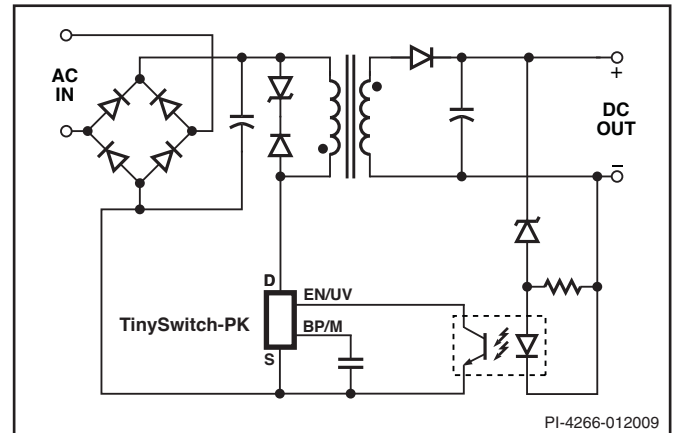 AC
IN
+
DC
OUT
–
D
EN/UV
TinySwitch-PK
BP/M
S
PI-4266-012009